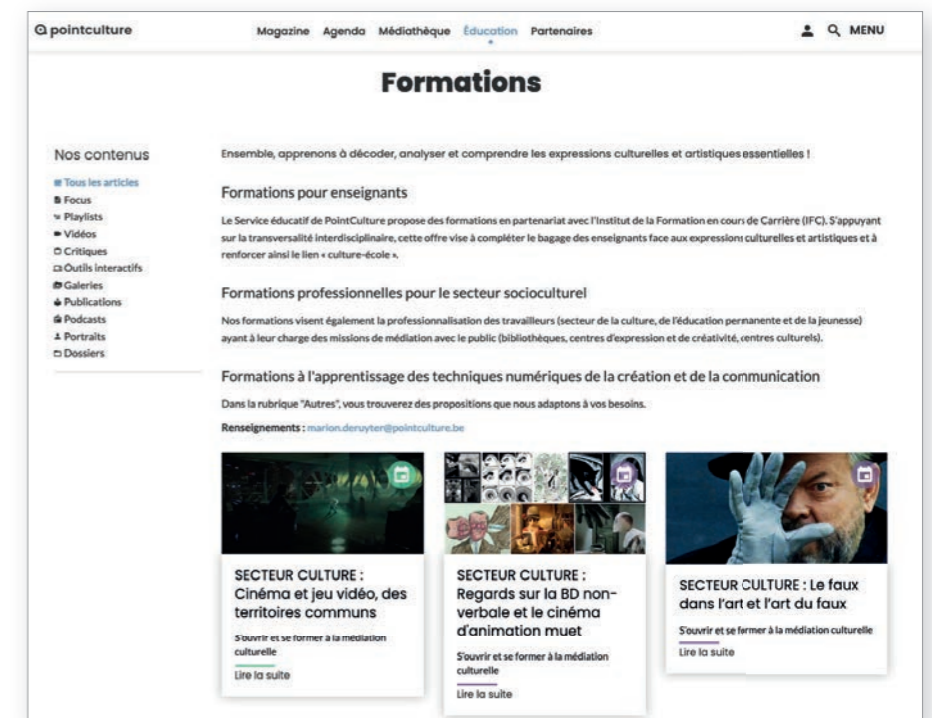 pointculture
Magazine Agenda Médiathèque Éducation Partenaires
MENU
Formations
Nos contenus
Tous les articles
Focus
Playlists
Vidéos
Critiques
Outils interactifs
Galeries
Publications
Podcasts
Portraits
Dossiers
Ensemble, apprenons à décoder, analyser et comprendre les expressions culturelles et artistiques essentielles !
Formations pour enseignants
Le Service éducatif de PointCulture propose des formations en partenariat avec l'Institut de la Formation en cours de Carrière (IFC). S'appuyant
sur la transversalité interdisciplinaire, cette offre vise à compléter le bagage des enseignants face aux expressions culturelles et artistiques et à
renforcer ainsi le lien « culture-école ».
Formations professionnelles pour le secteur socioculturel
Nos formations visent également la professionnalisation des travailleurs (secteur de la culture, de l'éducation permanente et de la jeunesse)
ayant à leur charge des missions de médiation avec le public (bibliothèques, centres d'expression et de créativité, centres culturels).
Formations à l'apprentissage des techniques numériques de la création et de la communication
Dans la rubrique "Autres", vous trouverez des propositions que nous adaptons à vos besoins.
Renseignements : marion.deruyter@pointculture.be
SECTEUR CULTURE :
Cinéma et jeu vidéo, des
territoires communs
S'ouvrir et se former à la médiation
culturelle
Lire la suite
SECTEUR CULTURE :
Regards sur la BD non-
verbale et le cinéma
d'animation muet
S'ouvrir et se former à la médiation
culturelle
Lire la suite
SECTEUR CULTURE : Le faux
dans l'art et l'art du faux
S'ouvrir et se former à la médiation culturelle
Lire la suite